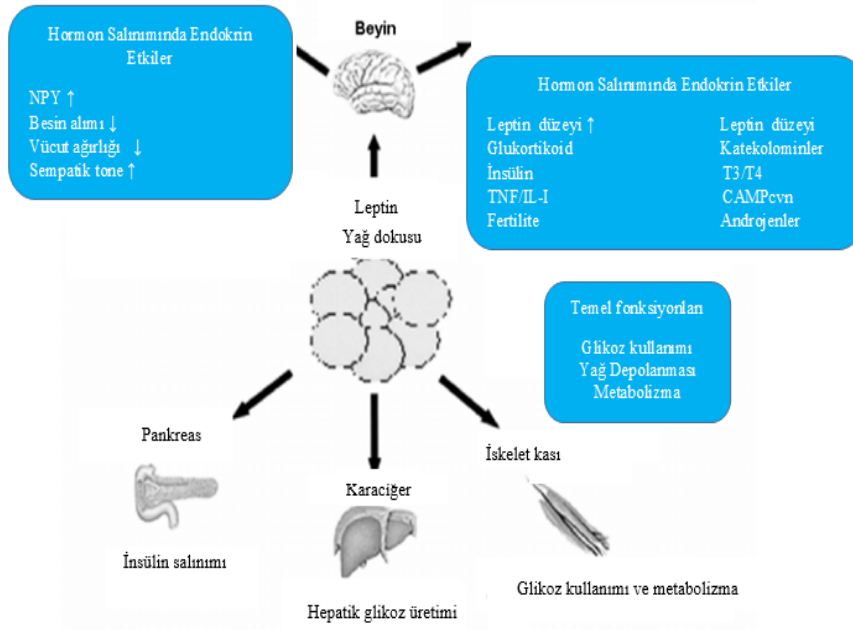 Hormon Salınımında Endokrin
Etkiler
NPY ↑
Besin alımı ↓
Vücut ağırlığı ↓
Sempatik tone ↑
Beyin
Hormon Salınımında Endokrin Etkiler
Leptin düzeyi ↑ Leptin düzeyi
Glukortikoid Katekolominler
İnsülin T3/T4
TNF/IL-I CAMPcvn
Fertilite Androjenler
Leptin
Yağ dokusu
Temel fonksiyonları
Glikoz kullanımı
Yağ Depolanması
Metabolizma
Pankreas
İnsülin salınımı
Karaciğer
Hepatik glikoz üretimi
İskelet kası
Glikoz kullanımı ve metabolizma